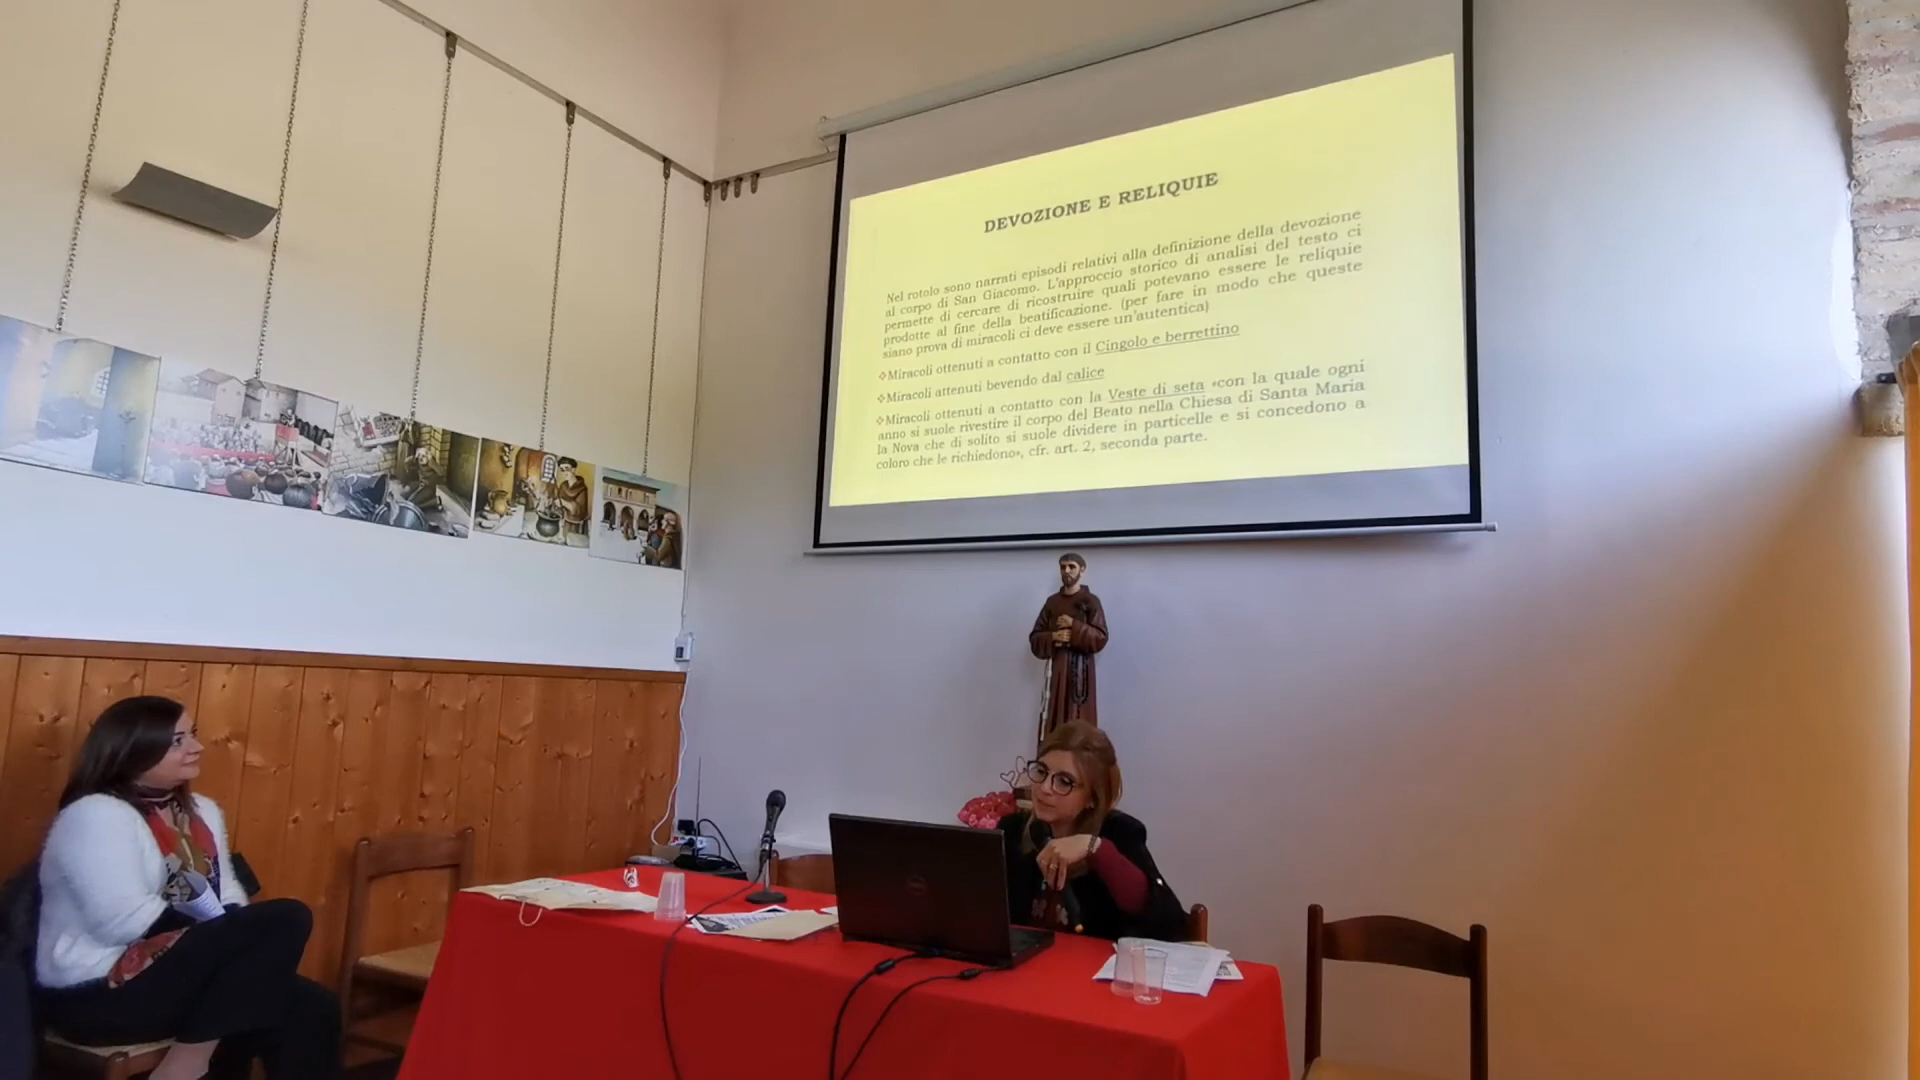 DEVOZIONE E RELIQUIE
Nel rotolo sono narrati episodi relativi alla definizione della devozione
al corpo di San Giacomo. L'approccio storico di analisi del testo ci
permette di cercare di ricostruire quali potevano essere le reliquie
prodotte al fine della beatificazione. (per fare in modo che queste
siano prova di miracoli ci deve essere un'autentica)
❖Miracoli ottenuti a contatto con il Cingolo e berrettino
❖Miracoli attenuti bevendo dal calice
❖Miracoli ottenuti a contatto con la Veste di seta «con la quale ogni
anno si suole rivestire il corpo del Beato nella Chiesa di Santa Maria
la Nova che di solito si suole dividere in particelle e si concedono a
coloro che le richiedono», cfr. art. 2, seconda parte.